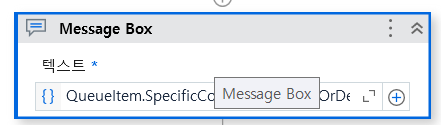 Message Box
텍스트 *
{} QueueItem.SpecificCo
Message Box
OrDe